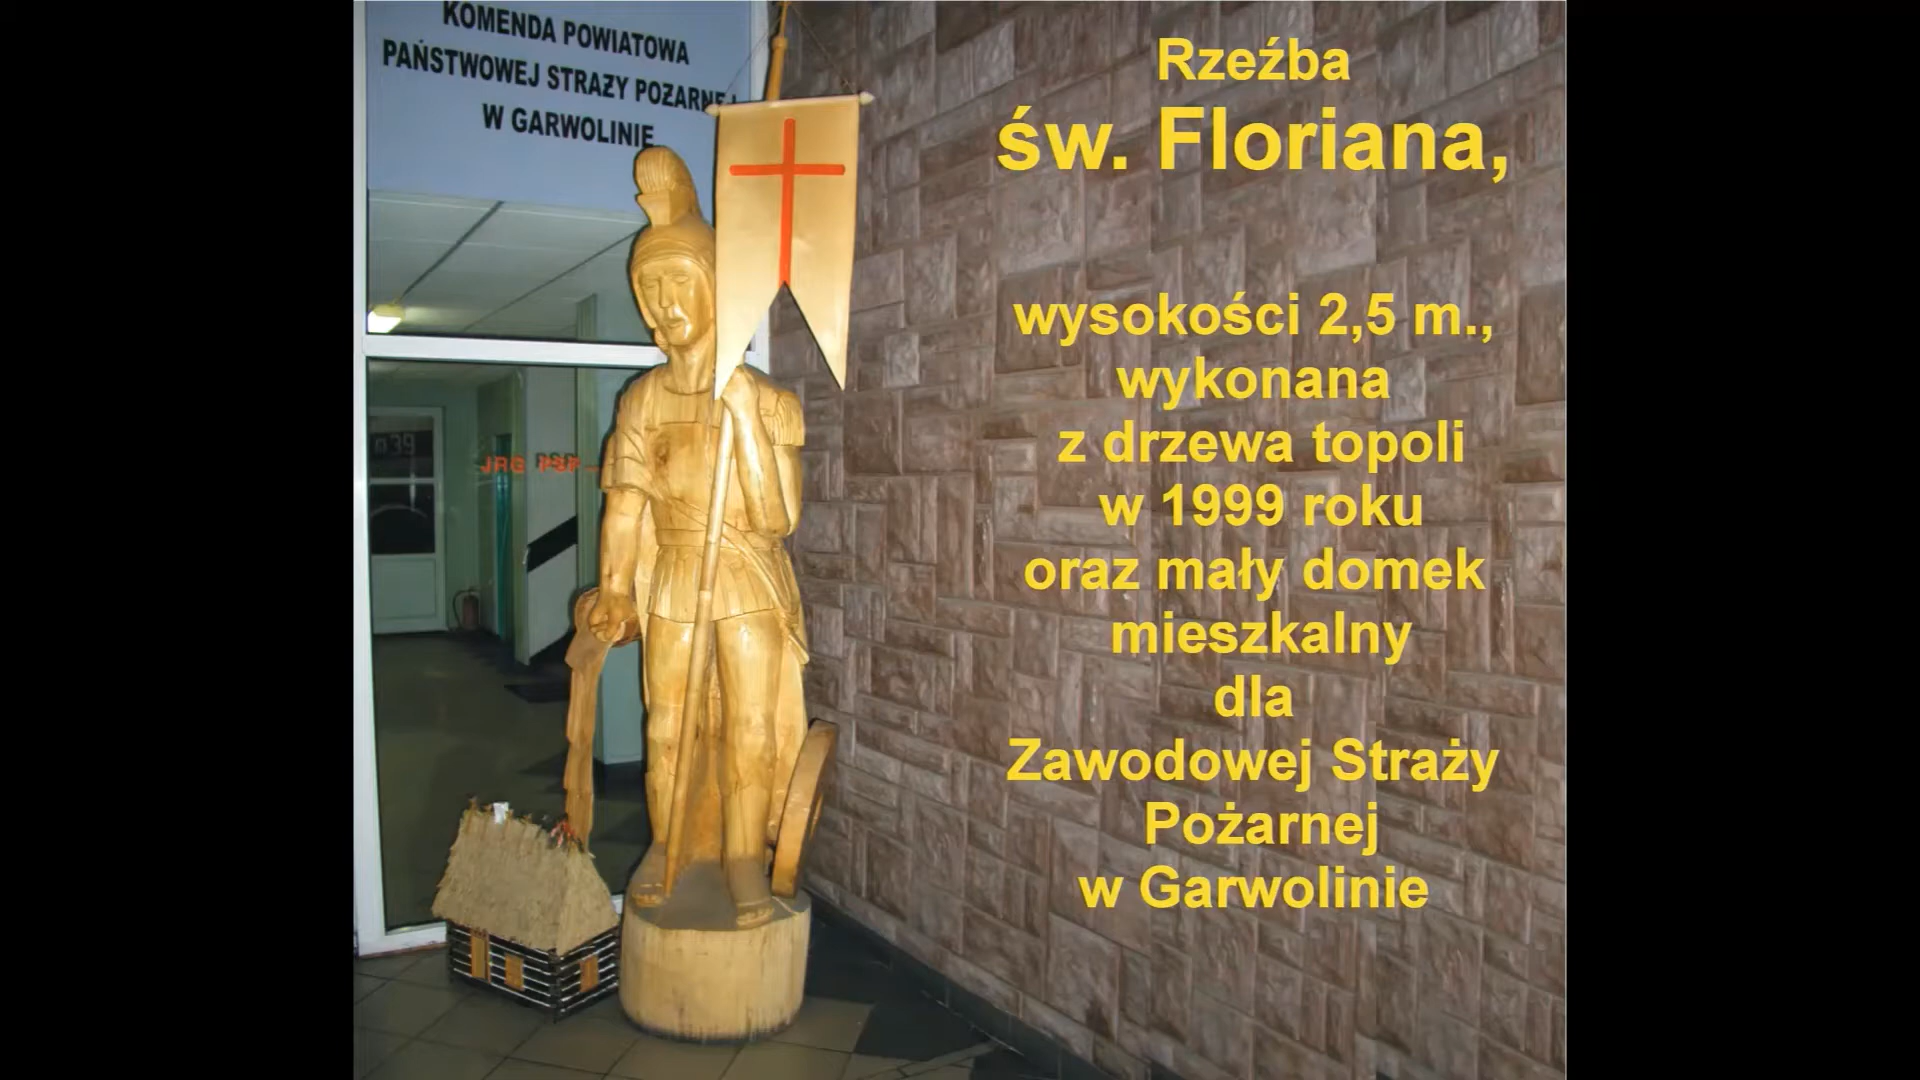 KOMENDA POWIATOWA
PAŃSTWOWEJ STRAŻY POŻARNEJ
W GARWOLINIE
JRG PSP
Rzeźba
św. Floriana,
wysokości 2,5 m.,
wykonana
z drzewa topoli
w 1999 roku
oraz mały domek
mieszkalny
dla
Zawodowej Straży
Pożarnej
w Garwolinie